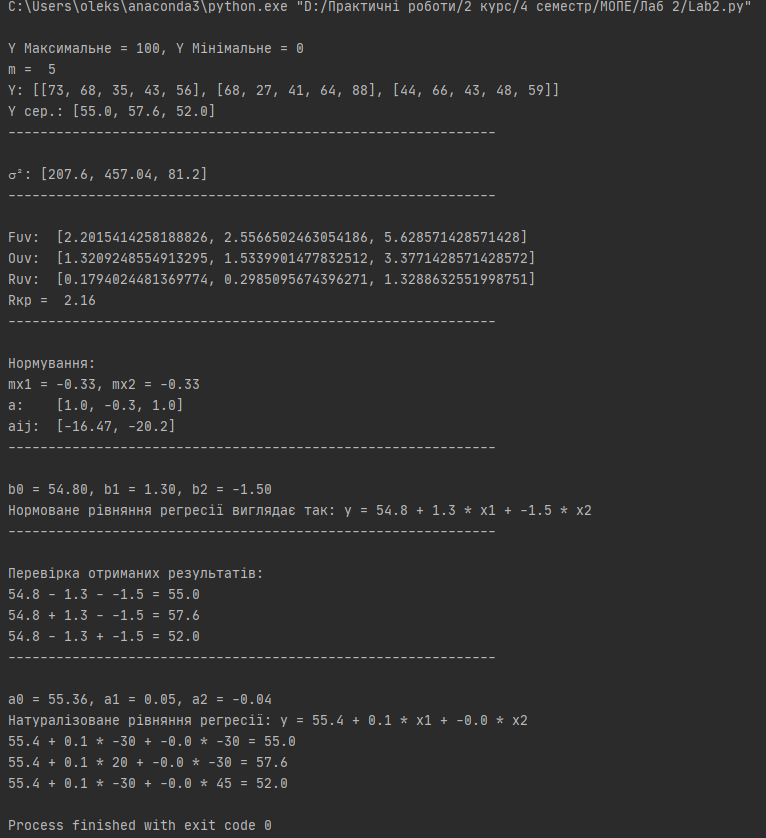 C:\Users\oleks\anaconda3\python.exe "D:/Практичні роботи/2 курс/4 семестр/МОПЕ/Лаб 2/Lab2.py"
Y Максимальне = 100, Y Мінімальне = 0
m =  5
Y: [[73, 68, 35, 43, 56], [68, 27, 41, 64, 88], [44, 66, 43, 48, 59]]
Y сер.: [55.0, 57.6, 52.0]
-------------------------------------------------------------
σ²: [207.6, 457.04, 81.2]
-------------------------------------------------------------
Fuv:  [2.2015414258188826, 2.5566502463054186, 5.628571428571428]
Ouv:  [1.3209248554913295, 1.5339901477832512, 3.3771428571428572]
Ruv:  [0.1794024481369774, 0.2985095674396271, 1.3288632551998751]
Rкр =  2.16
-------------------------------------------------------------
Нормування:
mx1 = -0.33, mx2 = -0.33
a:    [1.0, -0.3, 1.0]
aij:  [-16.47, -20.2]
-------------------------------------------------------------
b0 = 54.80, b1 = 1.30, b2 = -1.50
Нормоване рівняння регресії виглядає так: y = 54.8 + 1.3 * x1 + -1.5 * x2
-------------------------------------------------------------
Перевірка отриманих результатів:
54.8 - 1.3 - -1.5 = 55.0
54.8 + 1.3 - -1.5 = 57.6
54.8 - 1.3 + -1.5 = 52.0
-------------------------------------------------------------
a0 = 55.36, a1 = 0.05, a2 = -0.04
Натуралізоване рівняння регресії: y = 55.4 + 0.1 * x1 + -0.0 * x2
55.4 + 0.1 * -30 + -0.0 * -30 = 55.0
55.4 + 0.1 * 20 + -0.0 * -30 = 57.6
55.4 + 0.1 * -30 + -0.0 * 45 = 52.0
Process finished with exit code 0